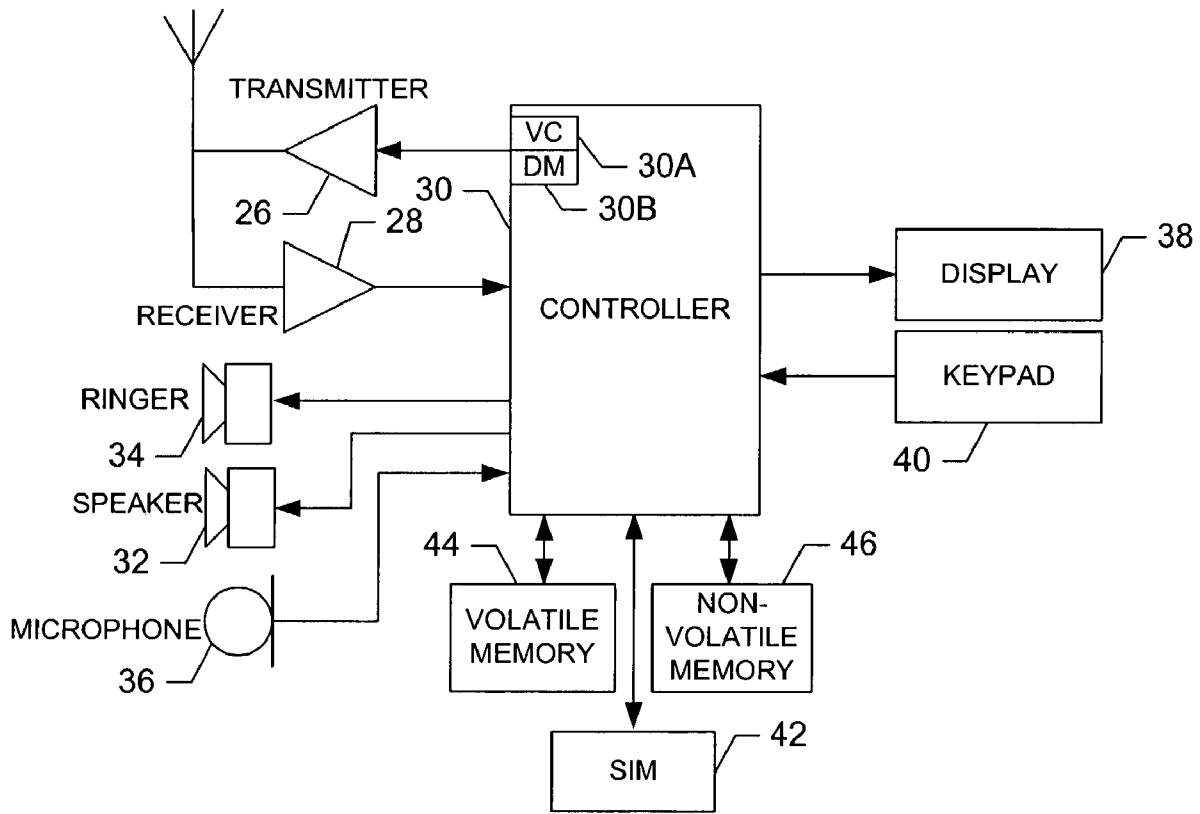 TRANSMITTER
26
VC
DM
30A
30B
30
28
RECEIVER
CONTROLLER
DISPLAY
38
KEYPAD
40
RINGER
34
SPEAKER
32
MICROPHONE
36
44
VOLATILE
MEMORY
46
NON-
VOLATILE
MEMORY
SIM
42